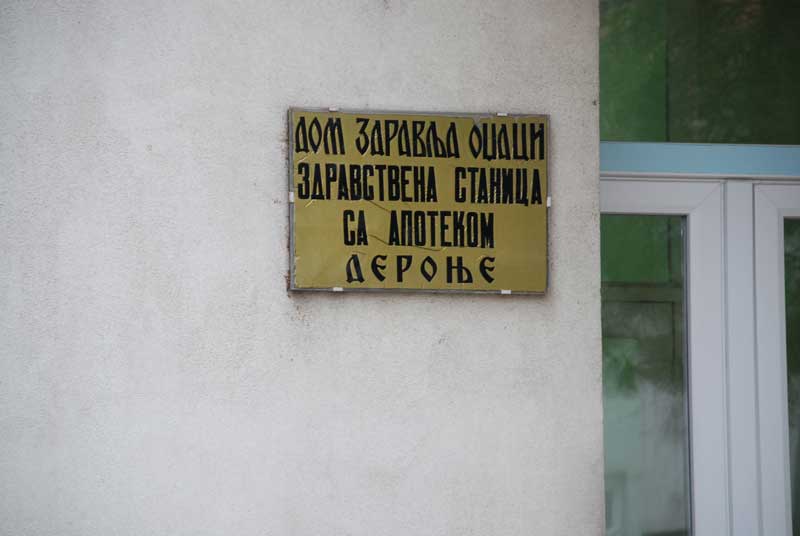 ДОМ ЗДРАВЉА ОЏАЦИ
ЗДРАВСТВЕНА СТАНИЦА
СА АПОТЕКОМ
ДЕРОЊЕ